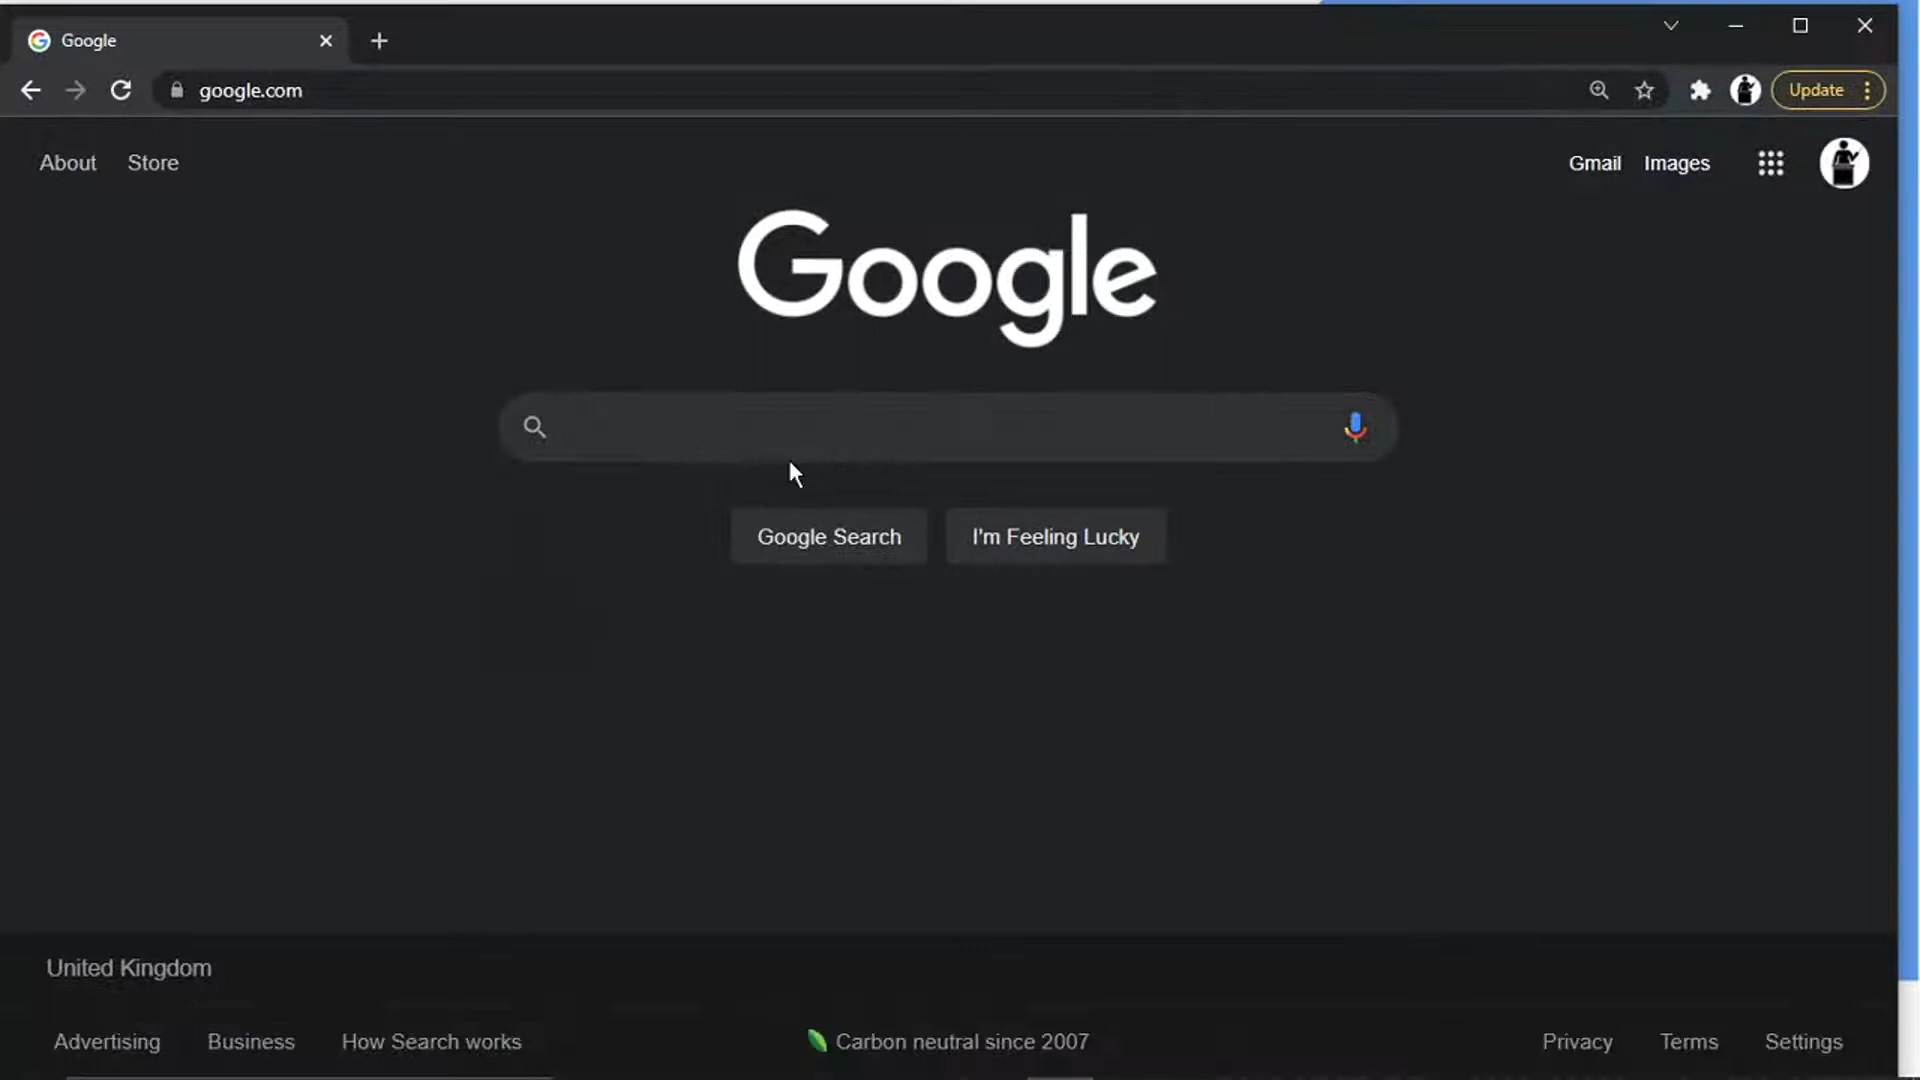 Google
google.com
Update
About
Store
Gmail
Images
Google
Google Search
I'm Feeling Lucky
United Kingdom
Advertising
Business
How Search works
Carbon neutral since 2007
Privacy
Terms
Settings